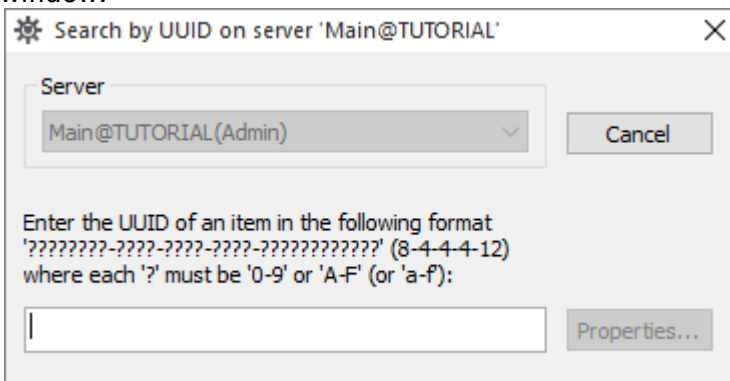 window.
Search by UUID on server 'Main@TUTORIAL'
Server
Main@TUTORIAL(Admin)
Cancel
Enter the UUID of an item in the following format
'????????-????-????-????-????????????' (8-4-4-4-12)
where each '?' must be '0-9' or 'A-F' (or 'a-f'):
Properties...